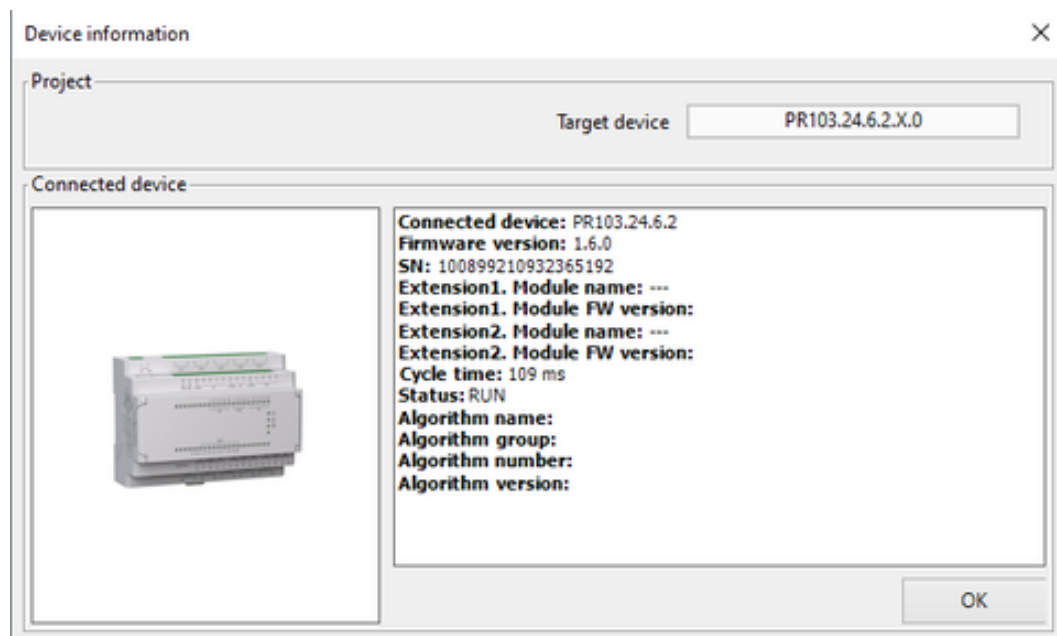 Device information
Project
Target device PR103.24.6.2.X.0
Connected device
Connected device: PR103.24.6.2
Firmware version: 1.6.0
SN: 100899210932365192
Extension1. Module name: ---
Extension1. Module FW version:
Extension2. Module name: ---
Extension2. Module FW version:
Cycle time: 109 ms
Status: RUN
Algorithm name:
Algorithm group:
Algorithm number:
Algorithm version:
OK